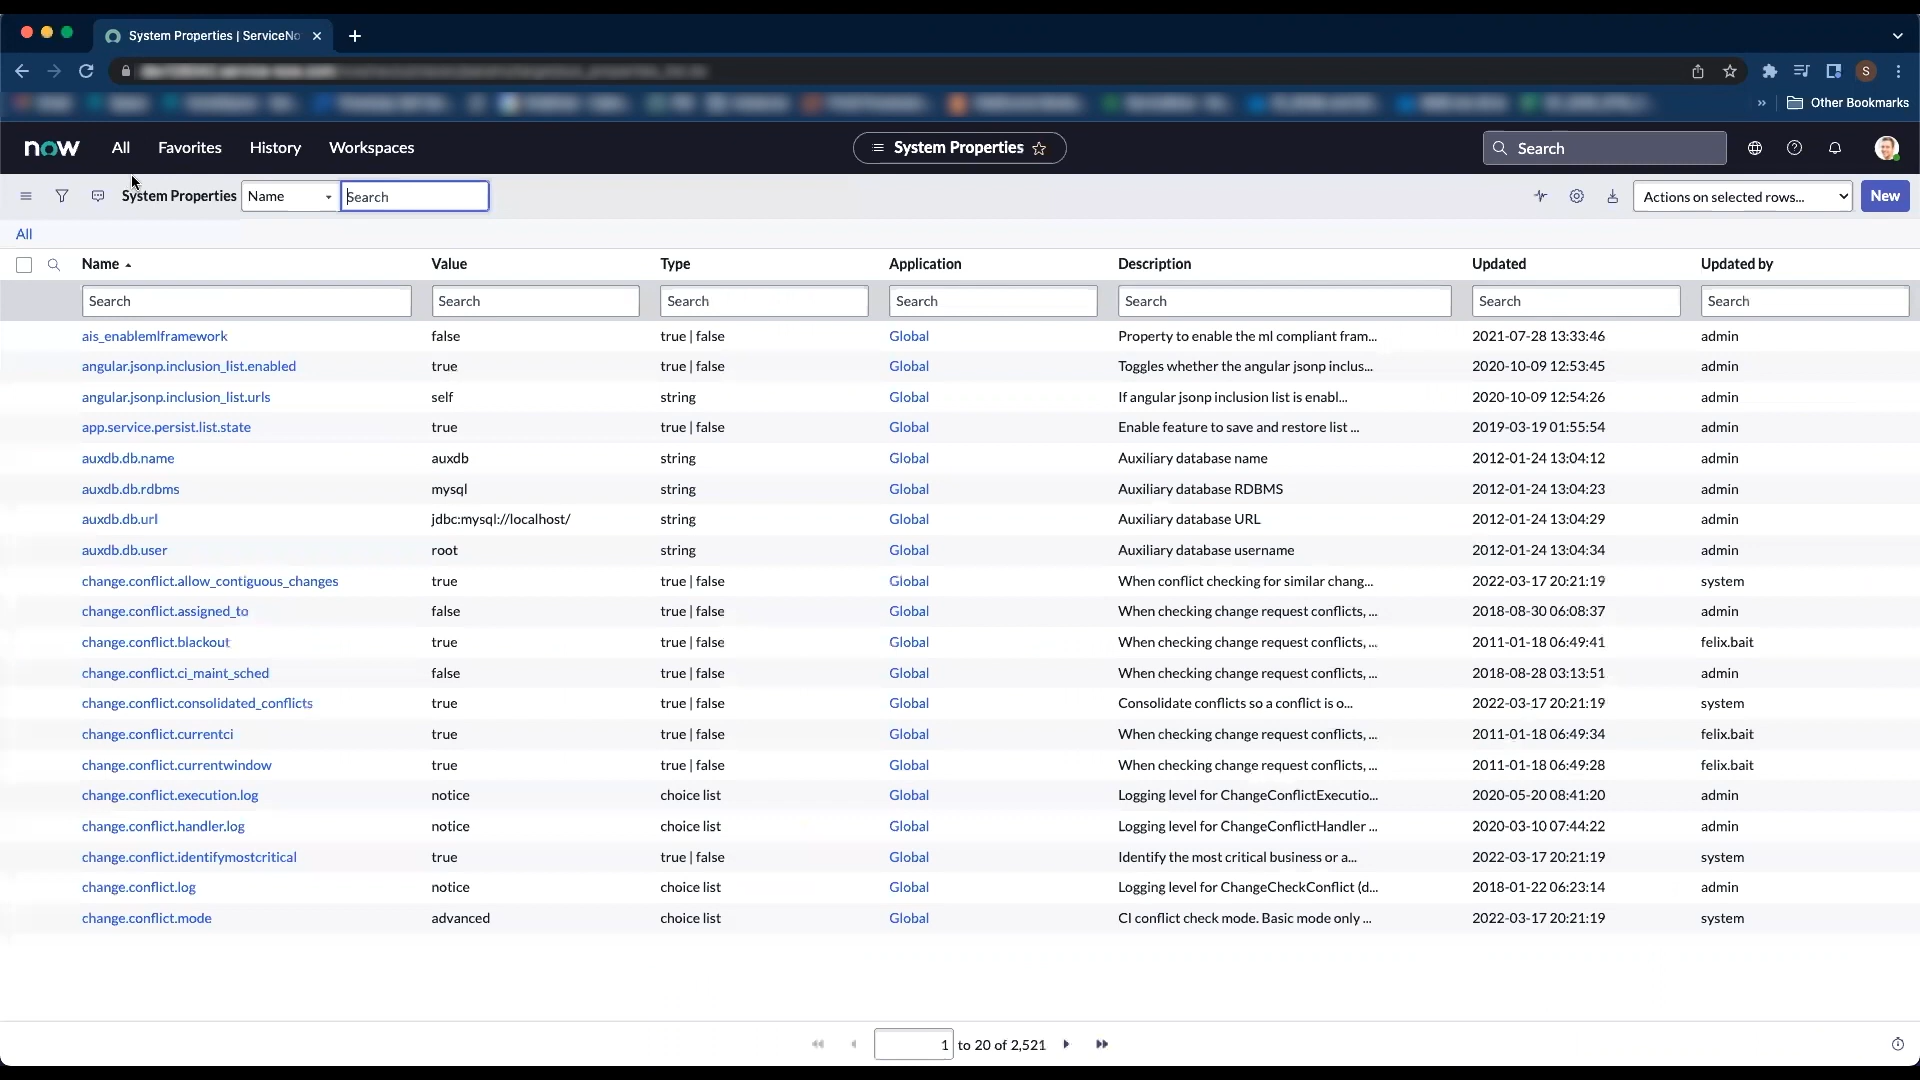 System Properties | ServiceNo
S
Other Bookmarks
now All Favorites History Workspaces System Properties Search
System Properties Name Search Actions on selected rows... New
All
Name Value Type Application Description Updated Updated by
Search Search Search Search Search Search Search
ais_enablemlframework false true | false Global Property to enable the ml compliant fram... 2021-07-28 13:33:46 admin
angular.jsonp.inclusion_list.enabled true true | false Global Toggles whether the angular jsonp inclus... 2020-10-09 12:53:45 admin
angular.jsonp.inclusion_list.urls self string Global If angular jsonp inclusion list is enabl... 2020-10-09 12:54:26 admin
app.service.persist.list.state true true | false Global Enable feature to save and restore list ... 2019-03-19 01:55:54 admin
auxdb.db.name auxdb string Global Auxiliary database name 2012-01-24 13:04:12 admin
auxdb.db.rdbms mysql string Global Auxiliary database RDBMS 2012-01-24 13:04:23 admin
auxdb.db.url jdbc:mysql://localhost/ string Global Auxiliary database URL 2012-01-24 13:04:29 admin
auxdb.db.user root string Global Auxiliary database username 2012-01-24 13:04:34 admin
change.conflict.allow_contiguous_changes true true | false Global When conflict checking for similar chang... 2022-03-17 20:21:19 system
change.conflict.assigned_to false true | false Global When checking change request conflicts, ... 2018-08-30 06:08:37 admin
change.conflict.blackout true true | false Global When checking change request conflicts, ... 2011-01-18 06:49:41 felix.bait
change.conflict.ci_maint_sched false true | false Global When checking change request conflicts, ... 2018-08-28 03:13:51 admin
change.conflict.consolidated_conflicts true true | false Global Consolidate conflicts so a conflict is o... 2022-03-17 20:21:19 system
change.conflict.currentci true true | false Global When checking change request conflicts, ... 2011-01-18 06:49:34 felix.bait
change.conflict.currentwindow true true | false Global When checking change request conflicts, ... 2011-01-18 06:49:28 felix.bait
change.conflict.execution.log notice choice list Global Logging level for ChangeConflictExecutio... 2020-05-20 08:41:20 admin
change.conflict.handler.log notice choice list Global Logging level for ChangeConflictHandler ... 2020-03-10 07:44:22 admin
change.conflict.identifymostcritical true true | false Global Identify the most critical business or a... 2022-03-17 20:21:19 system
change.conflict.log notice choice list Global Logging level for ChangeCheckConflict (d... 2018-01-22 06:23:14 admin
change.conflict.mode advanced choice list Global CI conflict check mode. Basic mode only ... 2022-03-17 20:21:19 system
1 to 20 of 2,521